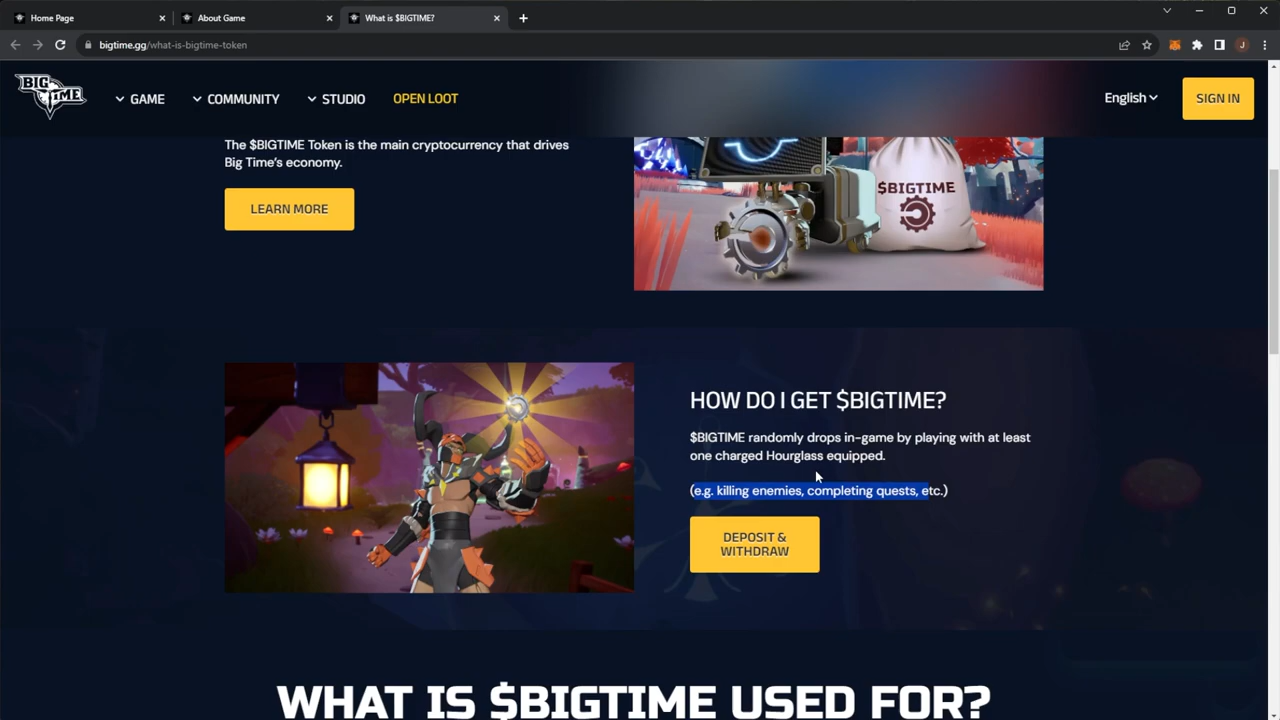 Home Page
About Game
What is $BIGTIME?
bigtime.gg/what-is-bigtime-token
J
BIG TIME
GAME
COMMUNITY
STUDIO
OPEN LOOT
English
SIGN IN
The $BIGTIME Token is the main cryptocurrency that drives
Big Time's economy.
LEARN MORE
$BIGTIME
HOW DO I GET $BIGTIME?
$BIGTIME randomly drops in-game by playing with at least
one charged Hourglass equipped.
(e.g. killing enemies, completing quests, etc.)
DEPOSIT &
WITHDRAW
WHAT IS $BIGTIME USED FOR?